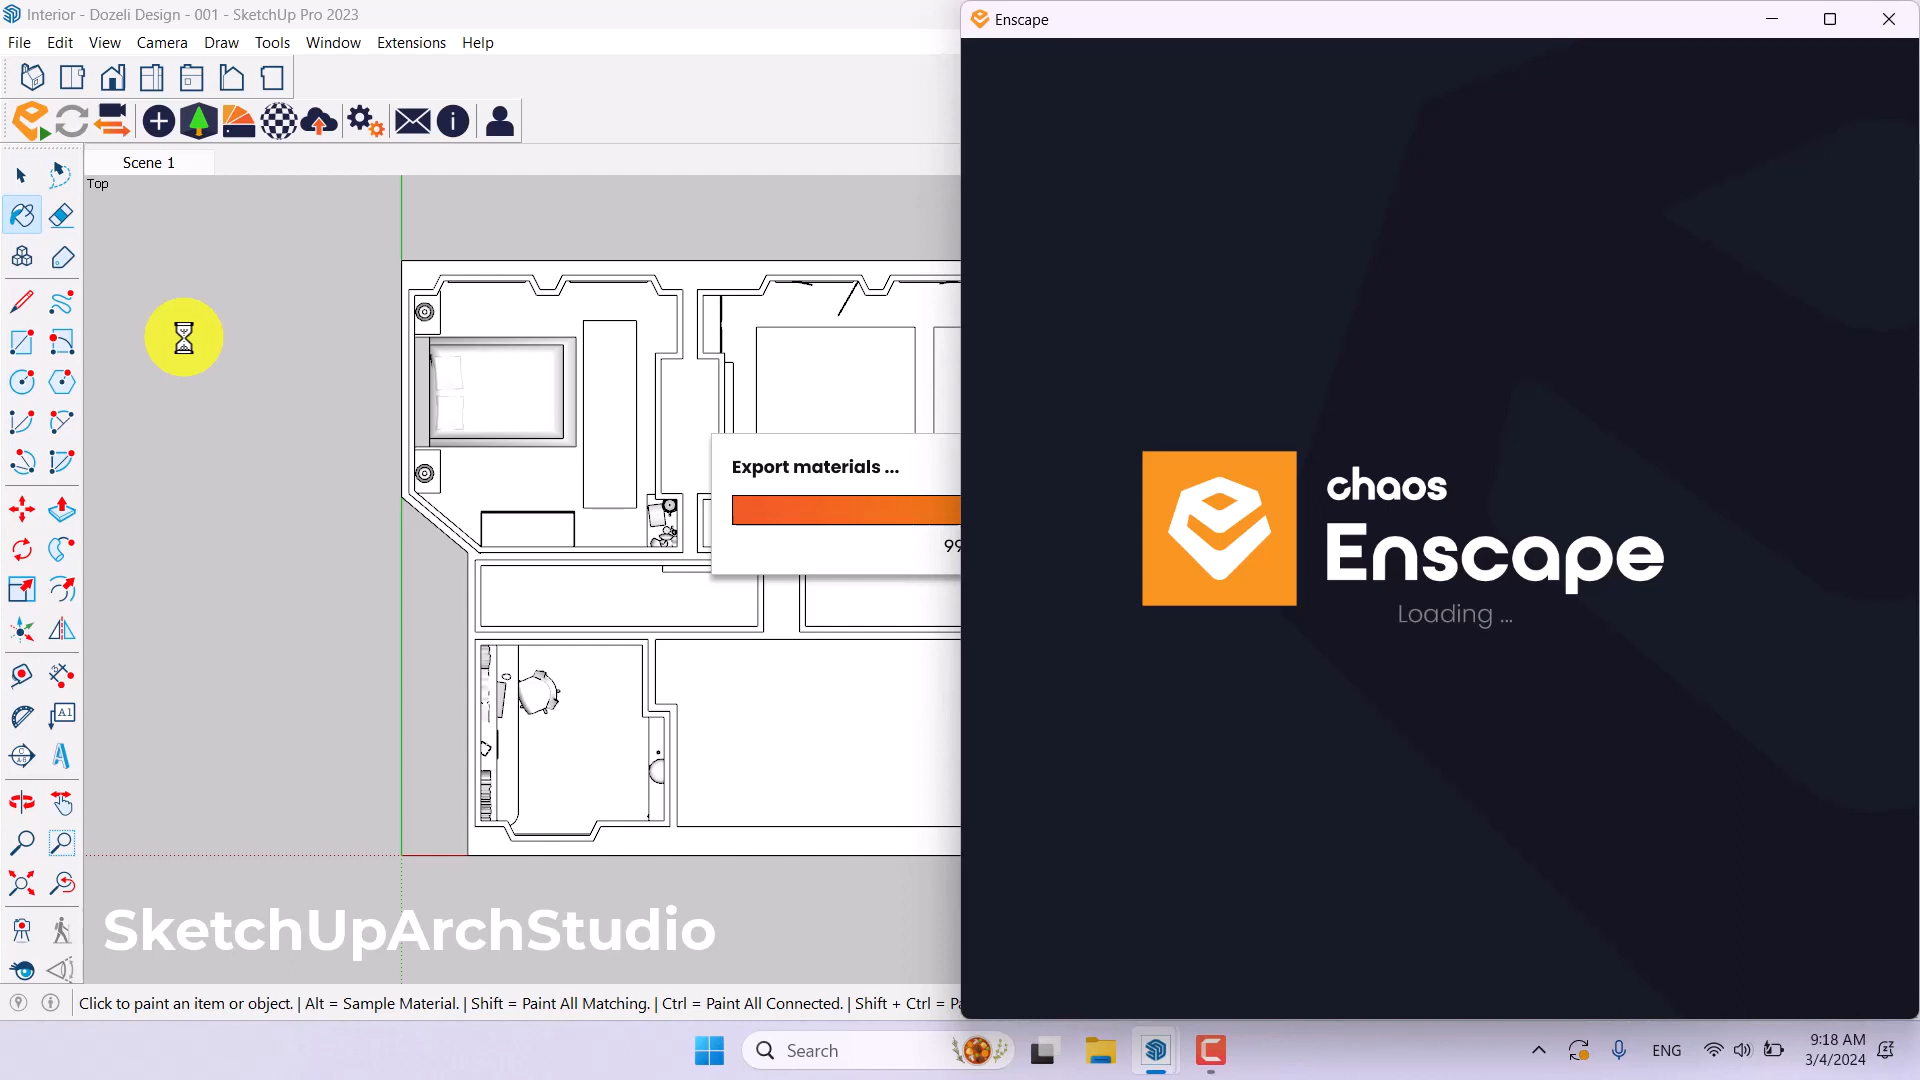 Interior - Dozeli Design - 001 - SketchUp Pro 2023
File Edit View Camera Draw Tools Window Extensions Help
Scene 1
Top
Export materials ...
99
A1
SketchUpArchStudio
Click to paint an item or object. | Alt = Sample Material. | Shift = Paint All Matching. | Ctrl = Paint All Connected. | Shift + Ctrl = Pa
Enscape
chaos
Enscape
Loading ...
Search
ENG
9:18 AM
3/4/2024